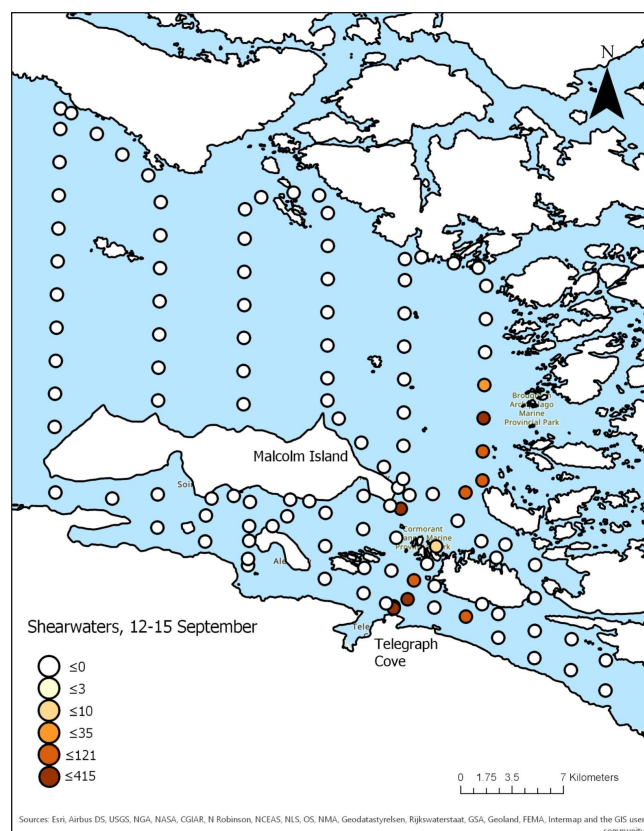 N
Broughton
Archipelago
Marine
Provincial Park
Malcolm Island
Cormorant
Marine
Provincial Park
Shearwaters, 12-15 September
≤0
≤3
≤10
≤35
≤121
≤415
Telegraph
Cove
0 1.75 3.5 7 Kilometers
Sources: Esri, Airbus DS, USGS, NGA, NASA, CGIAR, N Robinson, NCEAS, NLS, OS, NMA, Geodatastyrelsen, Rijkswaterstaat, GSA, Geoland, FEMA, Intermap and the GIS user
community